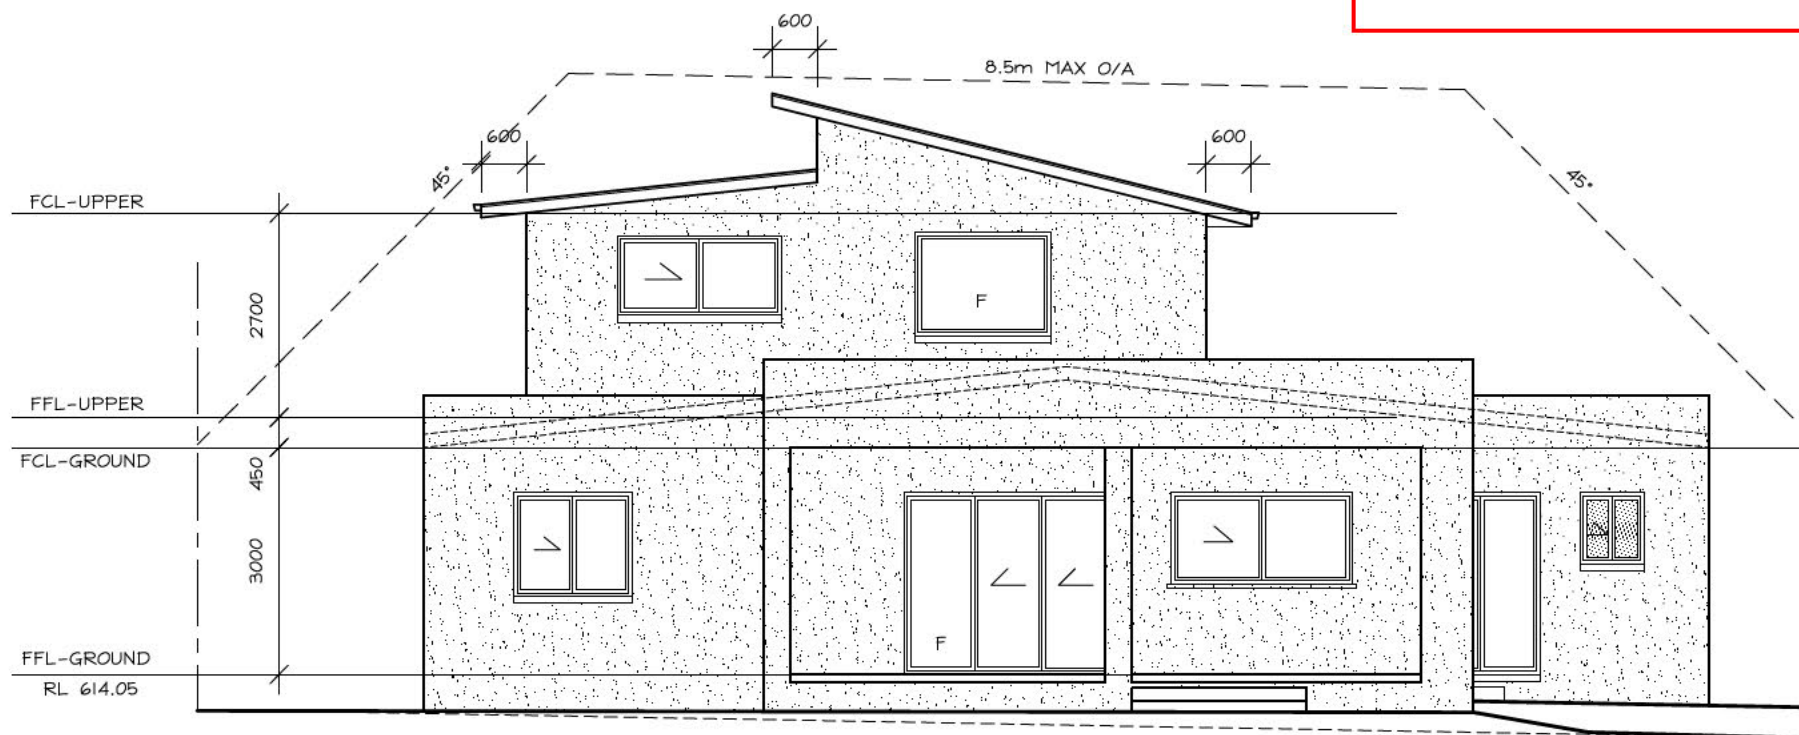 600
8.5m MAX O/A
600
600
45°
45°
FCL-UPPER
2700
F
FFL-UPPER
FCL-GROUND
450
3000
F
FFL-GROUND
RL 614.05